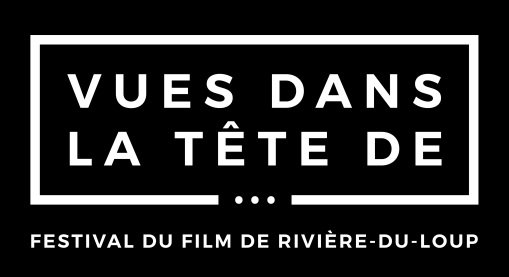 VUES DANS
LA TÊTE DE
...
FESTIVAL DU FILM DE RIVIÈRE-DU-LOUP